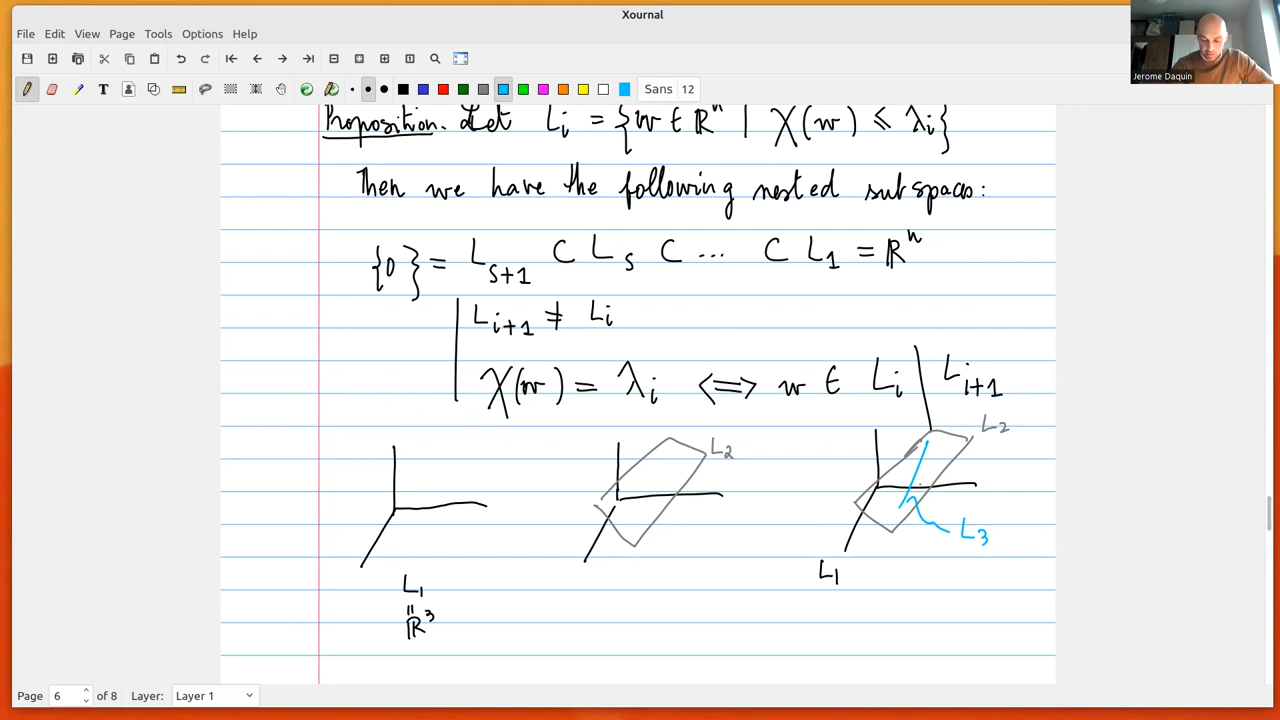 Xournal
File Edit View Page Tools Options Help
Sans 12
Jerome Daquin
Proposition. Let L_i = {w ∈ ℝ^n | χ(w) ⩽ λ_i}
Then we have the following nested subspaces:
{0} = L_{s+1} ⊂ L_s ⊂ ... ⊂ L_1 = ℝ^n
L_{i+1} ≠ L_i
χ(w) = λ_i ⟺ w ∈ L_i \ L_{i+1}
L_2
L_2
L_3
L_1
L_1
=
ℝ^3
Page 6 of 8 Layer: Layer 1